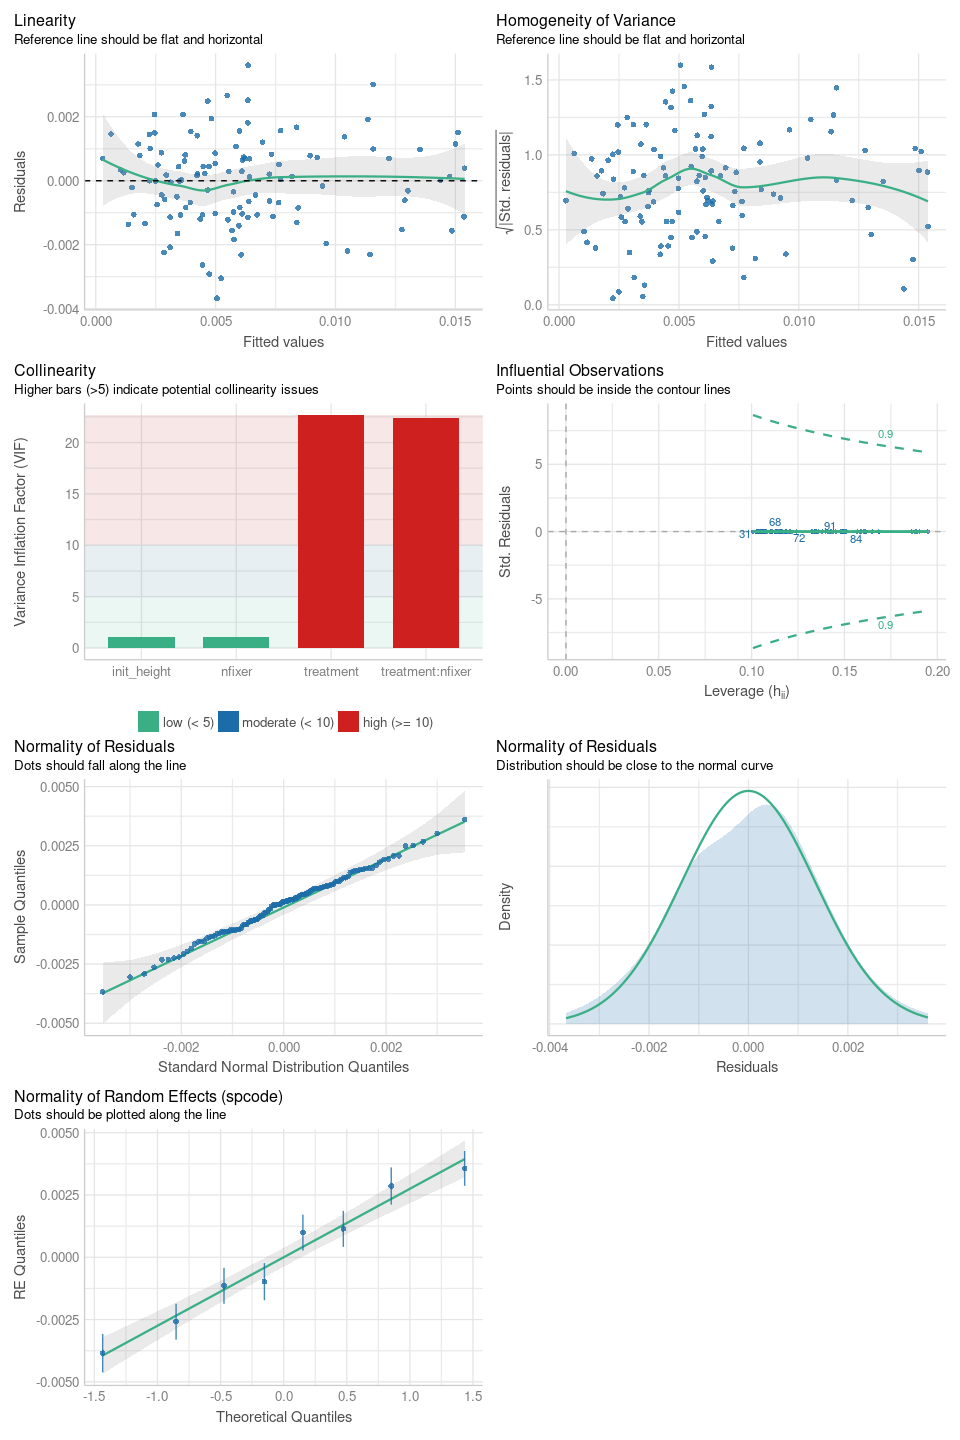 Linearity
Reference line should be flat and horizontal
Residuals
0.002
0.000
-0.002
-0.004
0.000 0.005 0.010 0.015
Fitted values
Homogeneity of Variance
Reference line should be flat and horizontal
√|Std. residuals|
1.5
1.0
0.5
0.0
0.000 0.005 0.010 0.015
Fitted values
Collinearity
Higher bars (>5) indicate potential collinearity issues
Variance Inflation Factor (VIF)
20
15
10
5
0
init_height nfixer treatment treatment:nfixer
low (< 5) moderate (< 10) high (>= 10)
Influential Observations
Points should be inside the contour lines
Std. Residuals
5
0
-5
0.9
68
91
31
72
84
0.9
0.00 0.05 0.10 0.15 0.20
Leverage (hii)
Normality of Residuals
Dots should fall along the line
Sample Quantiles
0.0050
0.0025
0.0000
-0.0025
-0.0050
-0.002 0.000 0.002
Standard Normal Distribution Quantiles
Normality of Residuals
Distribution should be close to the normal curve
Density
-0.004 -0.002 0.000 0.002
Residuals
Normality of Random Effects (spcode)
Dots should be plotted along the line
RE Quantiles
0.0050
0.0025
0.0000
-0.0025
-0.0050
-1.5 -1.0 -0.5 0.0 0.5 1.0 1.5
Theoretical Quantiles